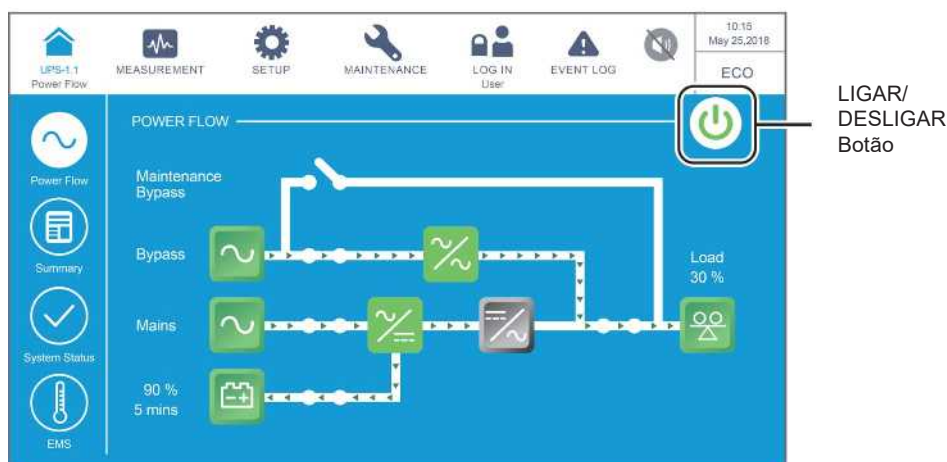 10:15
May 25,2018
UPS-1.1
Power Flow
MEASUREMENT
SETUP
MAINTENANCE
LOG IN
User
EVENT LOG
ECO
LIGAR/
DESLIGAR
Botão
POWER FLOW
Power Flow
Maintenance
Bypass
Summary
Bypass
Load
30 %
System Status
Mains
90 %
5 mins
EMS